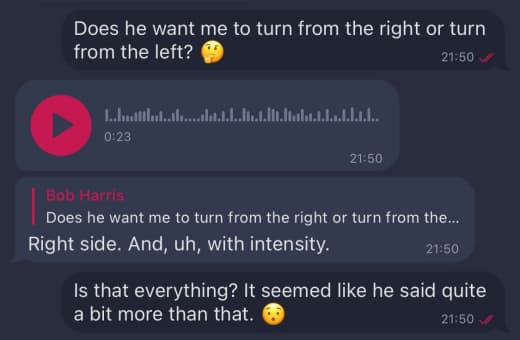 Does he want me to turn from the right or turn
from the left? 🤔
21:50
0:23
21:50
Bob Harris
Does he want me to turn from the right or turn from the...
Right side. And, uh, with intensity.
21:50
Is that everything? It seemed like he said quite
a bit more than that. 😯
21:50